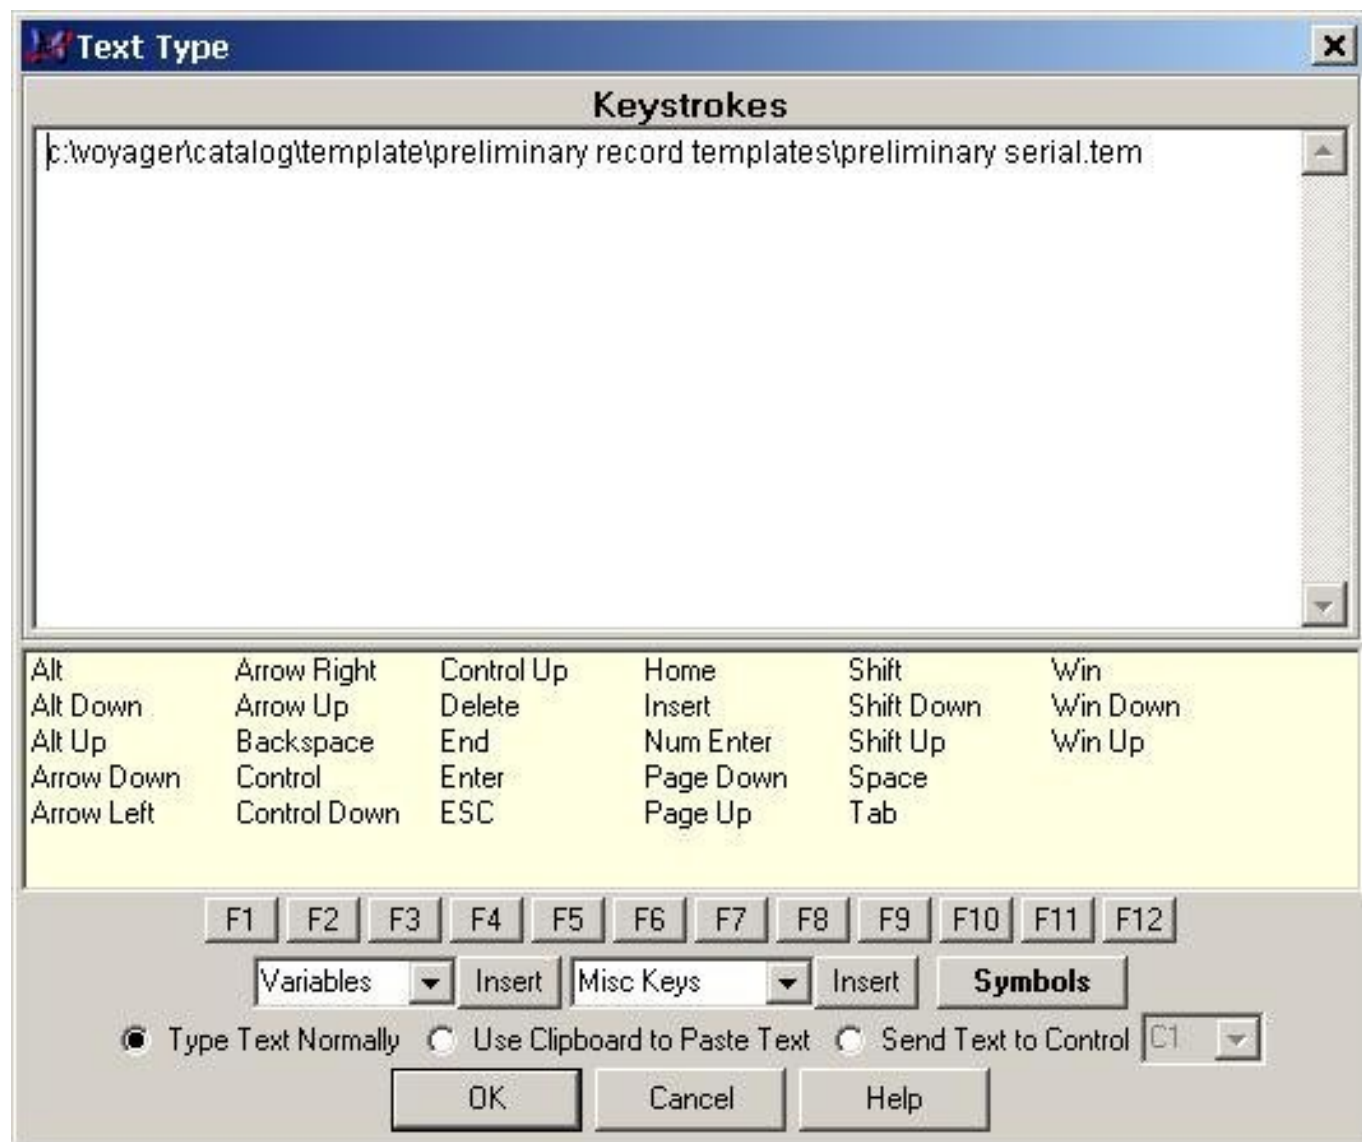 Text Type
Keystrokes
c:\voyager\catalog\template\preliminary record templates\preliminary serial.tem
Alt Arrow Right Control Up Home Shift Win
Alt Down Arrow Up Delete Insert Shift Down Win Down
Alt Up Backspace End Num Enter Shift Up Win Up
Arrow Down Control Enter Page Down Space
Arrow Left Control Down ESC Page Up Tab
F1 F2 F3 F4 F5 F6 F7 F8 F9 F10 F11 F12
Variables Insert Misc Keys Insert Symbols
Type Text Normally Use Clipboard to Paste Text Send Text to Control C1
OK Cancel Help